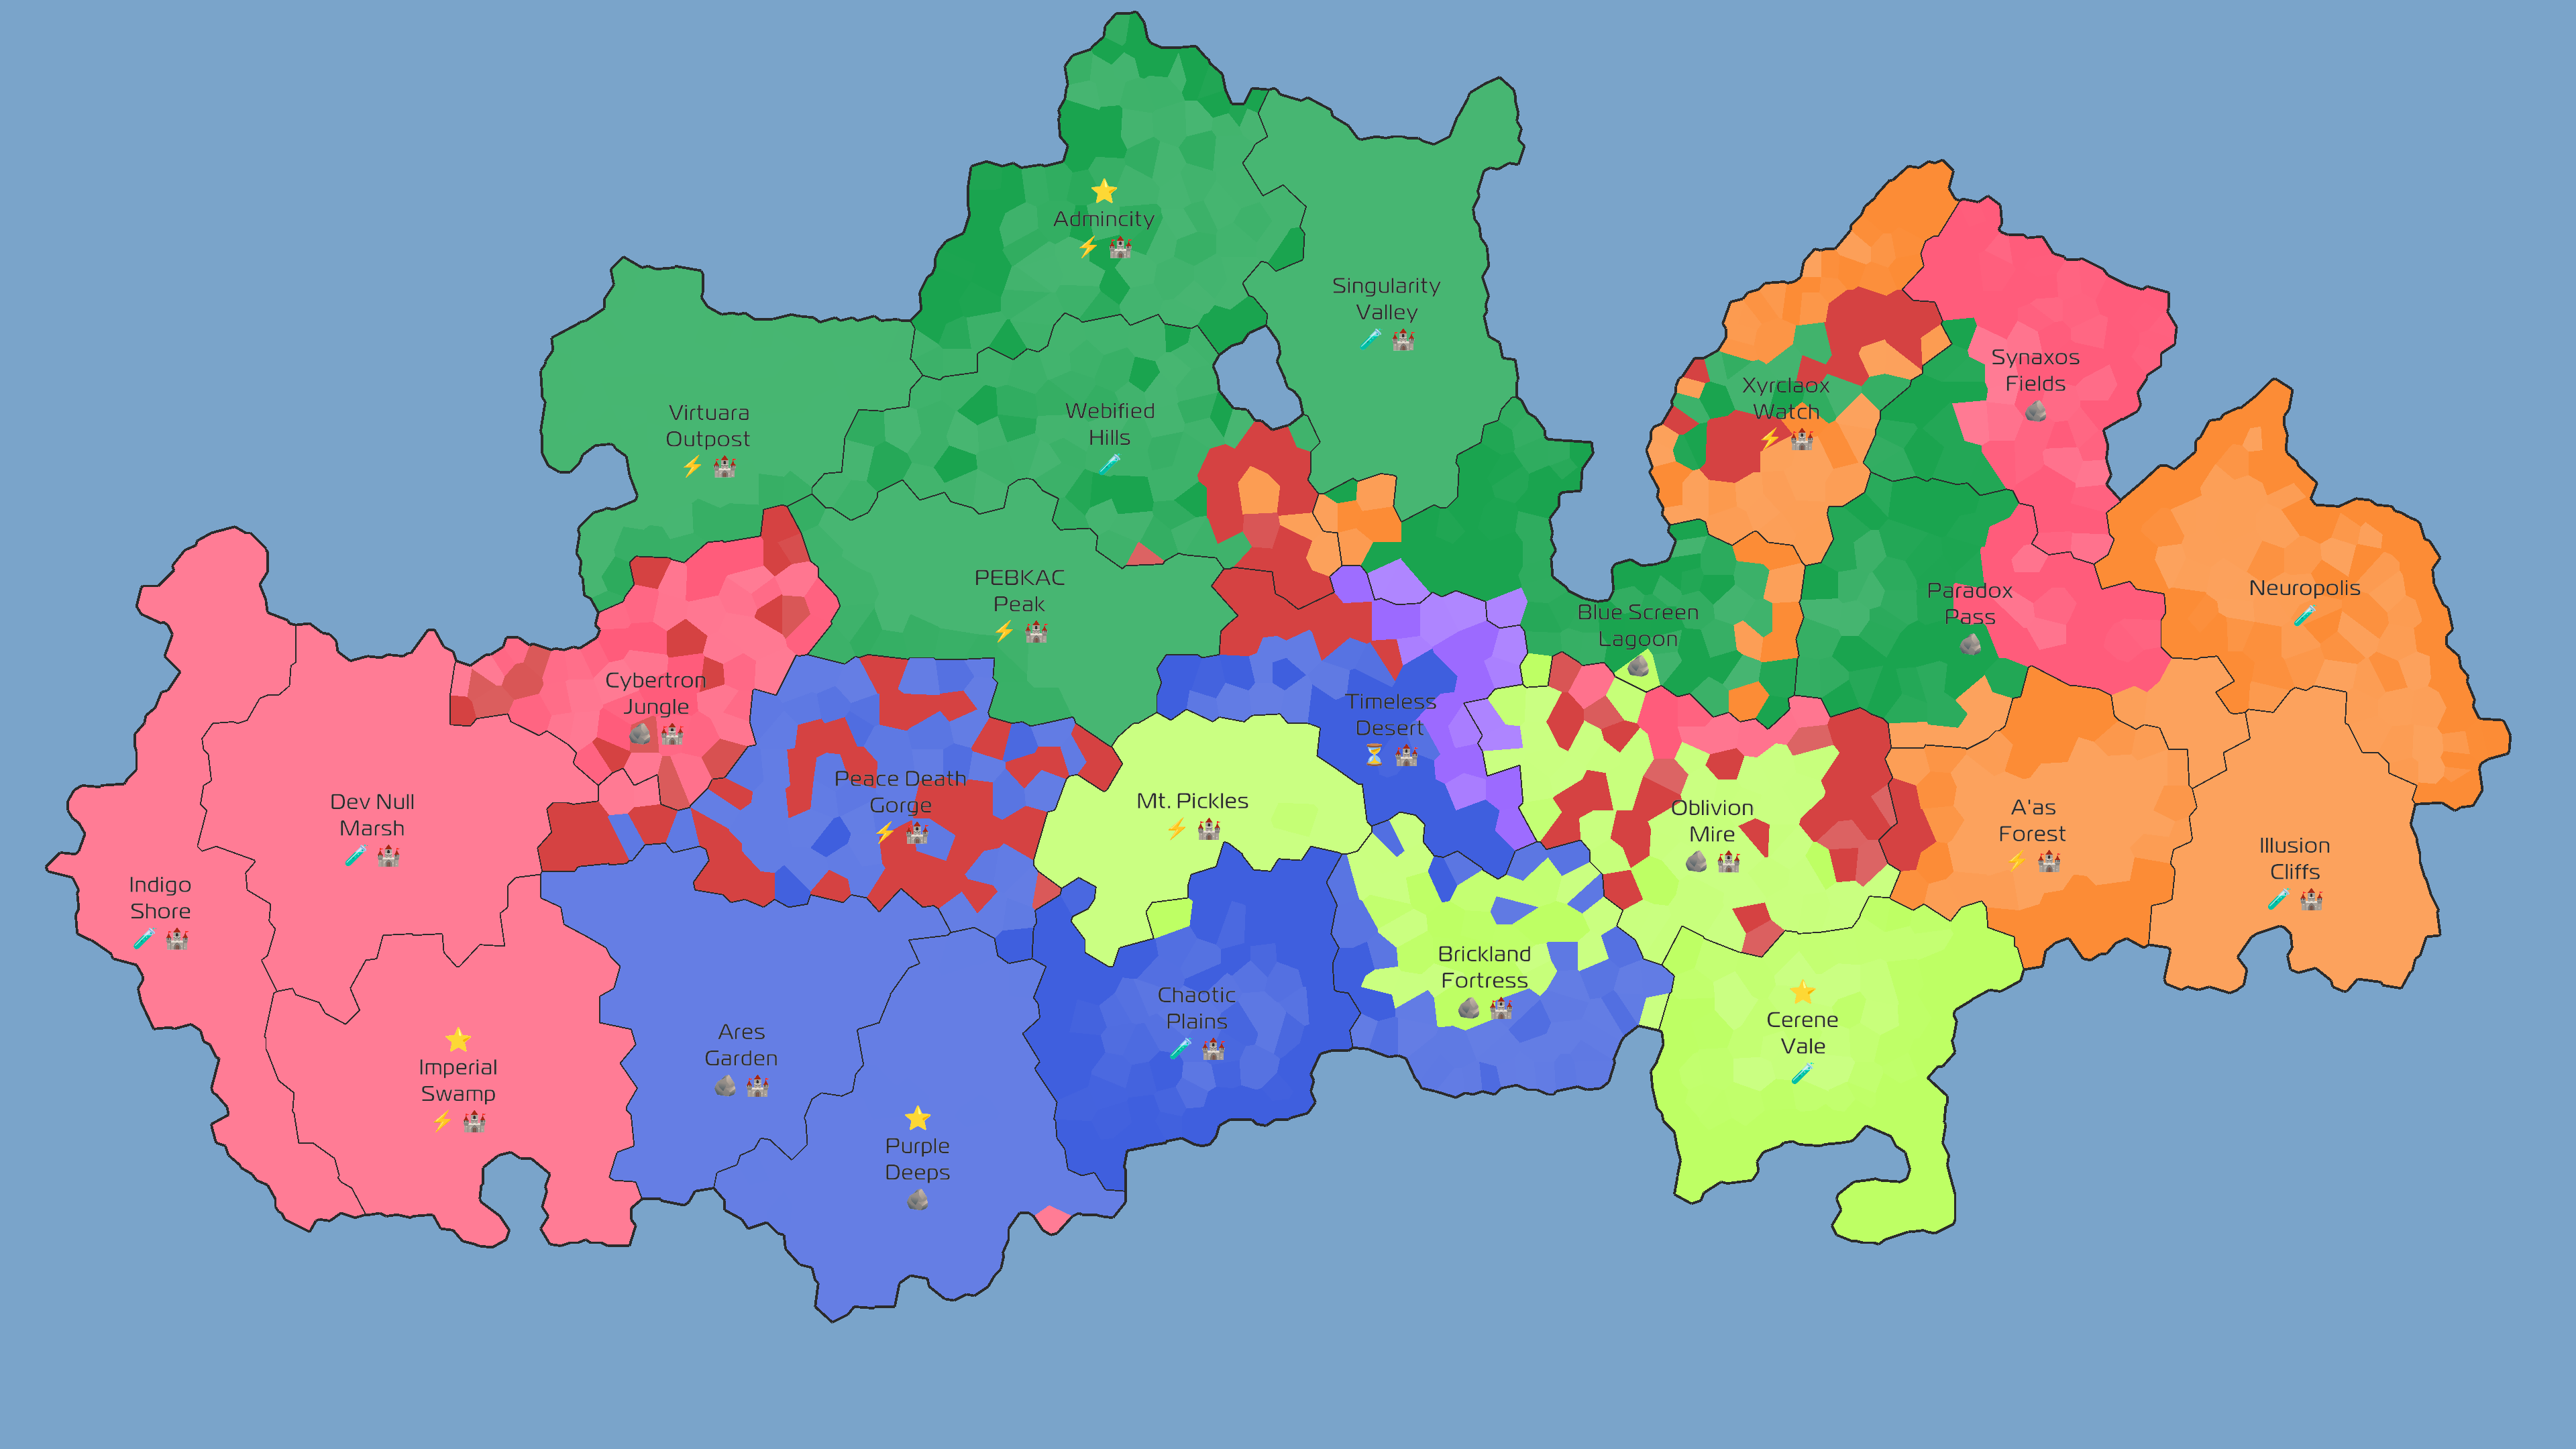 Admincity
Singularity
Valley
Synaxos
Fields
Xyrclaox
Watch
Virtuara
Outpost
Webified
Hills
PEBKAC
Peak
Paradox
Pass
Neuropolis
Blue Screen
Lagoon
Cybertron
Jungle
Timeless
Desert
Peace Death
Gorge
Mt. Pickles
Oblivion
Mire
A'as
Forest
Dev Null
Marsh
Illusion
Cliffs
Indigo
Shore
Brickland
Fortress
Chaotic
Plains
Cerene
Vale
Ares
Garden
Imperial
Swamp
Purple
Deeps